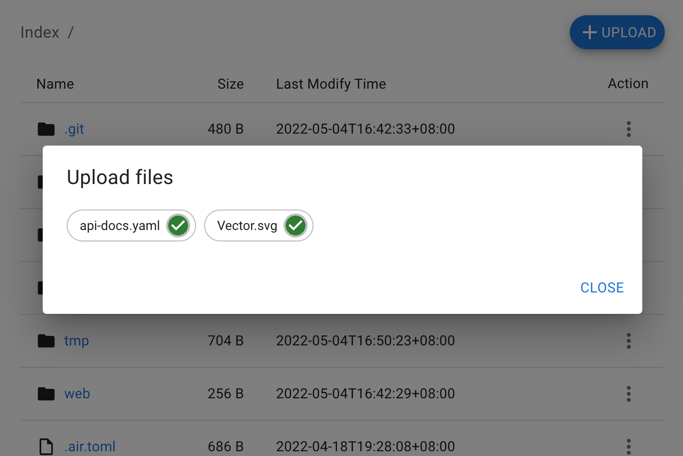 Index /
+ UPLOAD
Name Size Last Modify Time Action
.git 480 B 2022-05-04T16:42:33+08:00
Upload files
api-docs.yaml Vector.svg
CLOSE
tmp 704 B 2022-05-04T16:50:23+08:00
web 256 B 2022-05-04T16:42:29+08:00
.air.toml 686 B 2022-04-18T19:28:08+08:00